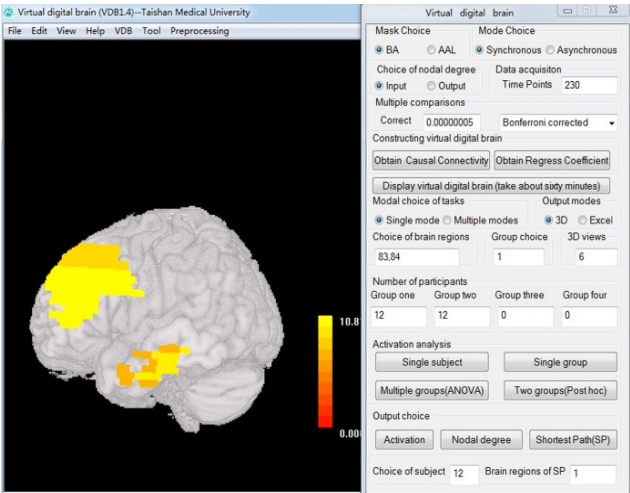 Virtual digital brain (VDB1.4)--Taishan Medical University
File Edit View Help VDB Tool Preprocessing
10.8
0.00
Virtual digital brain
Mask Choice Mode Choice
BA AAL Synchronous Asynchronous
Choice of nodal degree Data acquisiton
Input Output Time Points 230
Multiple comparisons
Correct 0.00000005 Bonferroni corrected
Constructing virtual digital brain
Obtain Causal Connectivity Obtain Regress Coefficient
Display virtual digital brain (take about sixty minutes)
Modal choice of tasks Output modes
Single mode Multiple modes 3D Excel
Choice of brain regions Group choice 3D views
83,84 1 6
Number of participants
Group one Group two Group three Group four
12 12 0 0
Activation analysis
Single subject Single group
Multiple groups(ANOVA) Two groups(Post hoc)
Output choice
Activation Nodal degree Shortest Path(SP)
Choice of subject 12 Brain regions of SP 1